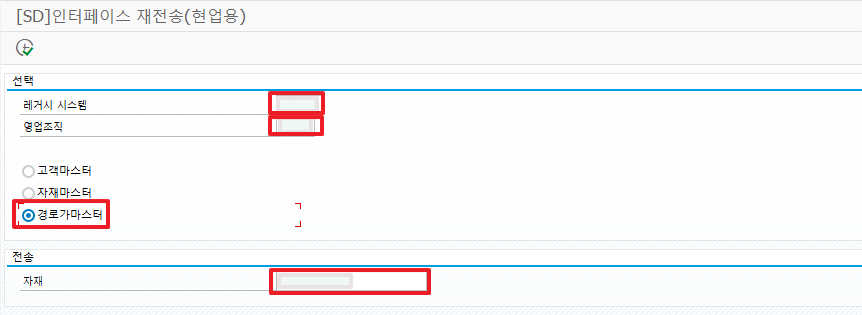 [SD]인터페이스 재전송(현업용)
선택
레거시 시스템
영업조직
고객마스터
자재마스터
경로가마스터
전송
자재